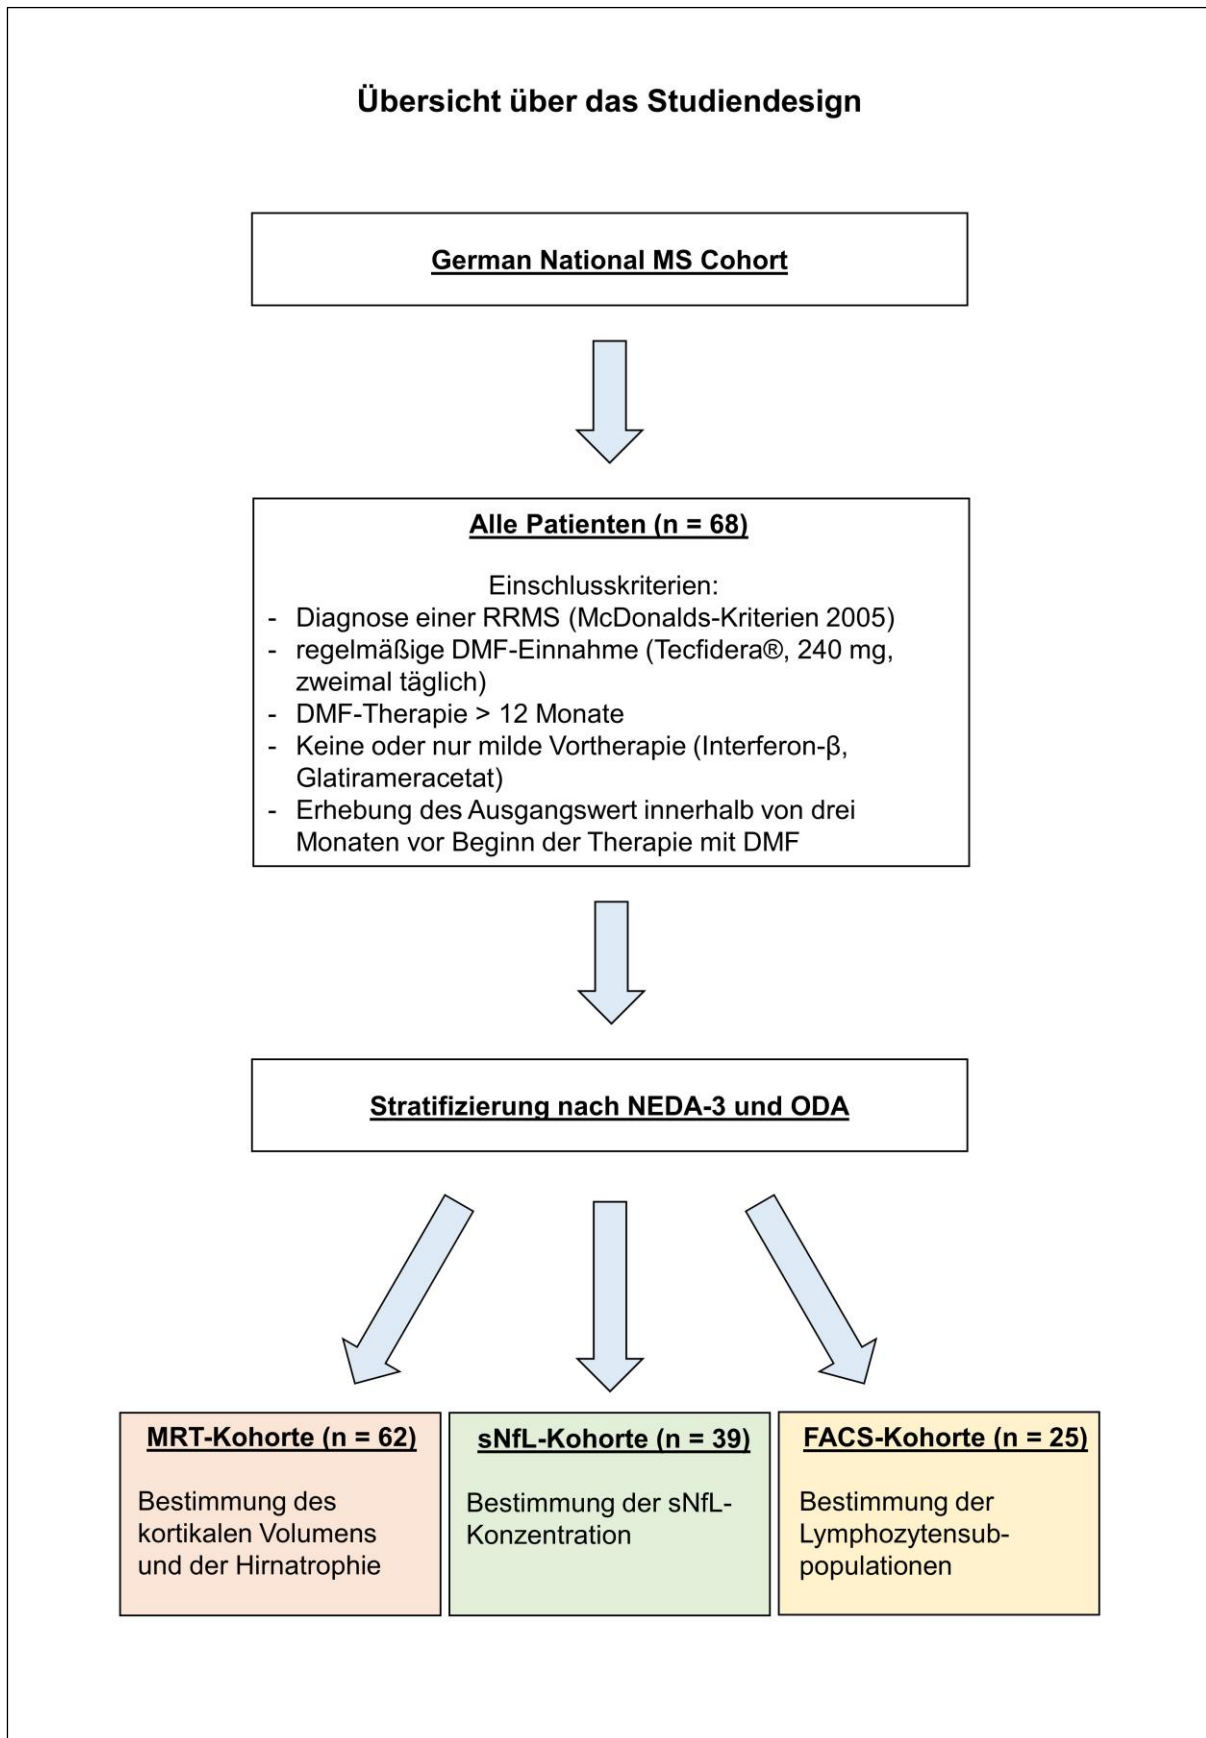 Übersicht über das Studiendesign
German National MS Cohort
Alle Patienten (n = 68)
Einschlusskriterien:
- Diagnose einer RRMS (McDonalds-Kriterien 2005)
- regelmäßige DMF-Einnahme (Tecfidera®, 240 mg,
zweimal täglich)
- DMF-Therapie > 12 Monate
- Keine oder nur milde Vortherapie (Interferon-β,
Glatirameracetat)
- Erhebung des Ausgangswert innerhalb von drei
Monaten vor Beginn der Therapie mit DMF
Stratifizierung nach NEDA-3 und ODA
MRT-Kohorte (n = 62)
Bestimmung des
kortikalen Volumens
und der Hirnatrophie
sNfL-Kohorte (n = 39)
Bestimmung der sNfL-
Konzentration
FACS-Kohorte (n = 25)
Bestimmung der
Lymphozytensub-
populationen